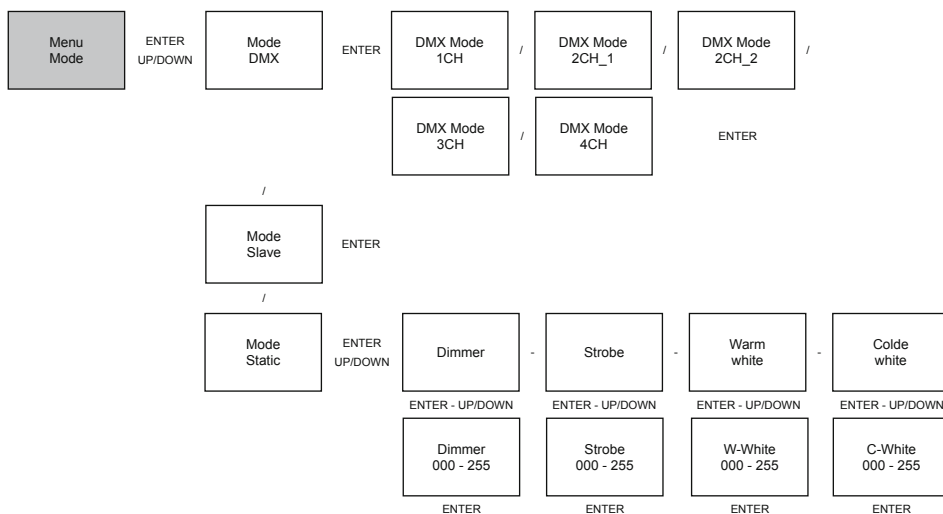 Menu
Mode
ENTER
UP/DOWN
Mode
DMX
ENTER
DMX Mode
1CH
/
DMX Mode
2CH_1
/
DMX Mode
2CH_2
/
DMX Mode
3CH
/
DMX Mode
4CH
ENTER
/
Mode
Slave
ENTER
/
Mode
Static
ENTER
UP/DOWN
Dimmer
-
Strobe
-
Warm
white
-
Colde
white
ENTER - UP/DOWN
ENTER - UP/DOWN
ENTER - UP/DOWN
ENTER - UP/DOWN
Dimmer
000 - 255
Strobe
000 - 255
W-White
000 - 255
C-White
000 - 255
ENTER
ENTER
ENTER
ENTER